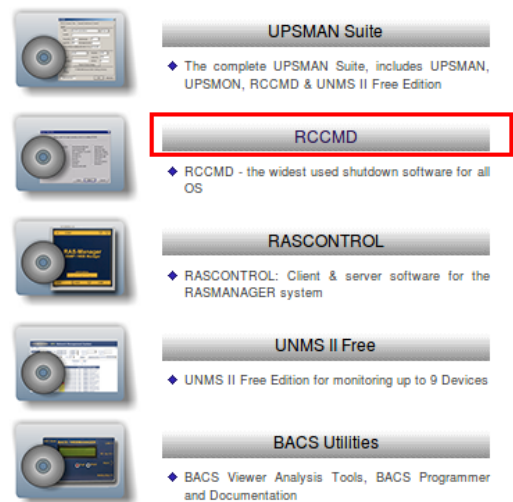 UPSMAN Suite
The complete UPSMAN Suite, includes UPSMAN,
UPSMON, RCCMD & UNMS II Free Edition
RCCMD
RCCMD - the widest used shutdown software for all
OS
RAS-Manager
RASCONTROL
RASCONTROL: Client & server software for the
RASMANAGER system
UNMS II Free
UNMS II Free Edition for monitoring up to 9 Devices
BACS Utilities
BACS Viewer Analysis Tools, BACS Programmer
and Documentation